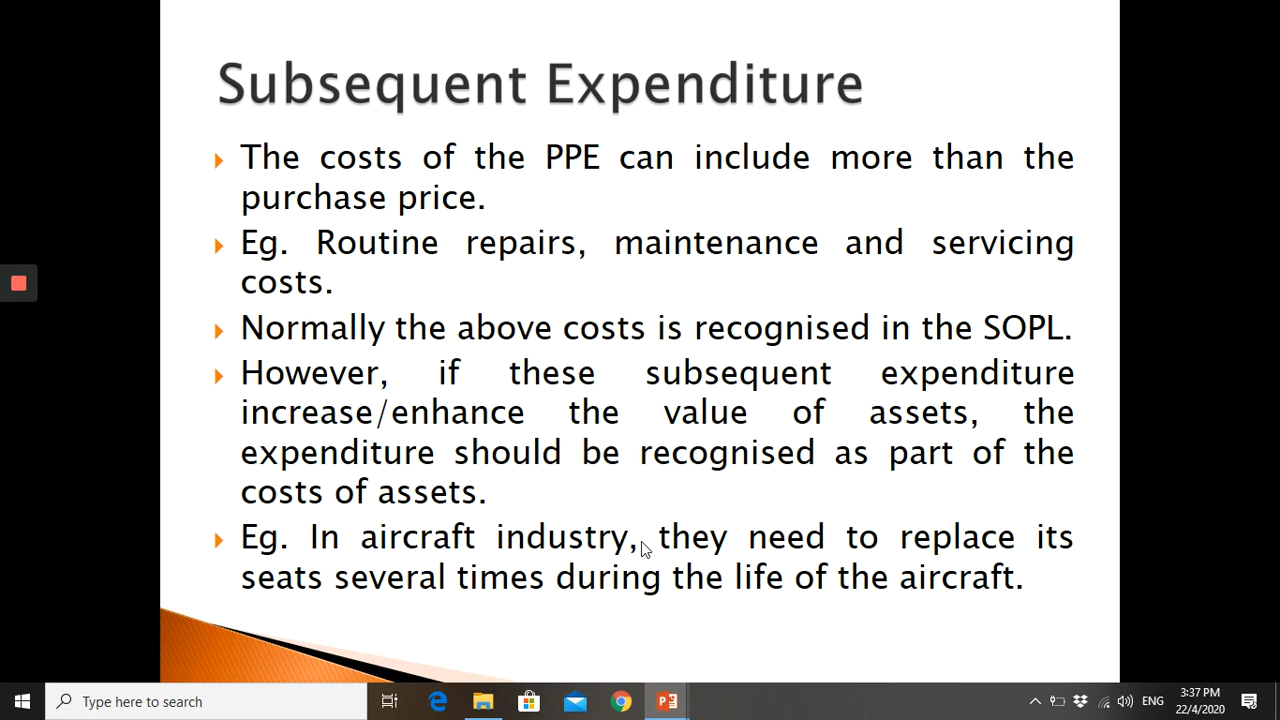 Subsequent Expenditure
The costs of the PPE can include more than the
purchase price.
Eg. Routine repairs, maintenance and servicing
costs.
Normally the above costs is recognised in the SOPL.
However, if these subsequent expenditure
increase/enhance the value of assets, the
expenditure should be recognised as part of the
costs of assets.
Eg. In aircraft industry, they need to replace its
seats several times during the life of the aircraft.
Type here to search
ENG
3:37 PM
22/4/2020